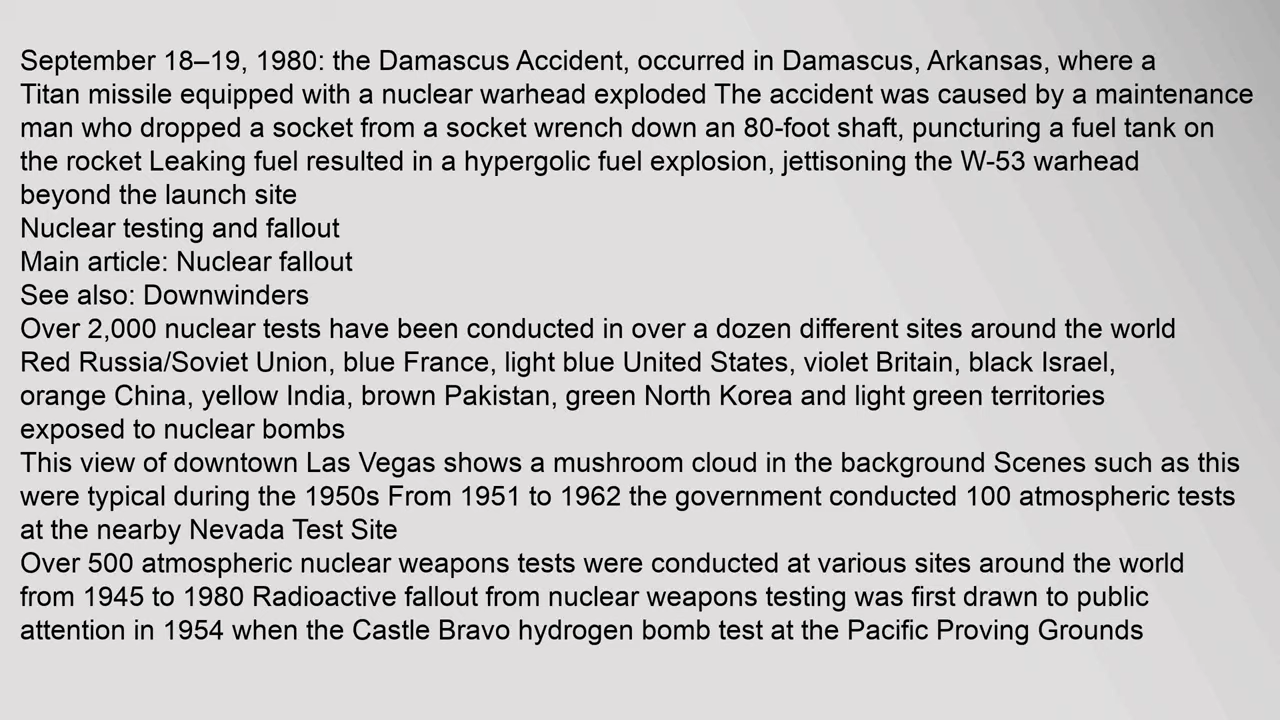 September 18–19, 1980: the Damascus Accident, occurred in Damascus, Arkansas, where a
Titan missile equipped with a nuclear warhead exploded The accident was caused by a maintenance
man who dropped a socket from a socket wrench down an 80-foot shaft, puncturing a fuel tank on
the rocket Leaking fuel resulted in a hypergolic fuel explosion, jettisoning the W-53 warhead
beyond the launch site
Nuclear testing and fallout
Main article: Nuclear fallout
See also: Downwinders
Over 2,000 nuclear tests have been conducted in over a dozen different sites around the world
Red Russia/Soviet Union, blue France, light blue United States, violet Britain, black Israel,
orange China, yellow India, brown Pakistan, green North Korea and light green territories
exposed to nuclear bombs
This view of downtown Las Vegas shows a mushroom cloud in the background Scenes such as this
were typical during the 1950s From 1951 to 1962 the government conducted 100 atmospheric tests
at the nearby Nevada Test Site
Over 500 atmospheric nuclear weapons tests were conducted at various sites around the world
from 1945 to 1980 Radioactive fallout from nuclear weapons testing was first drawn to public
attention in 1954 when the Castle Bravo hydrogen bomb test at the Pacific Proving Grounds